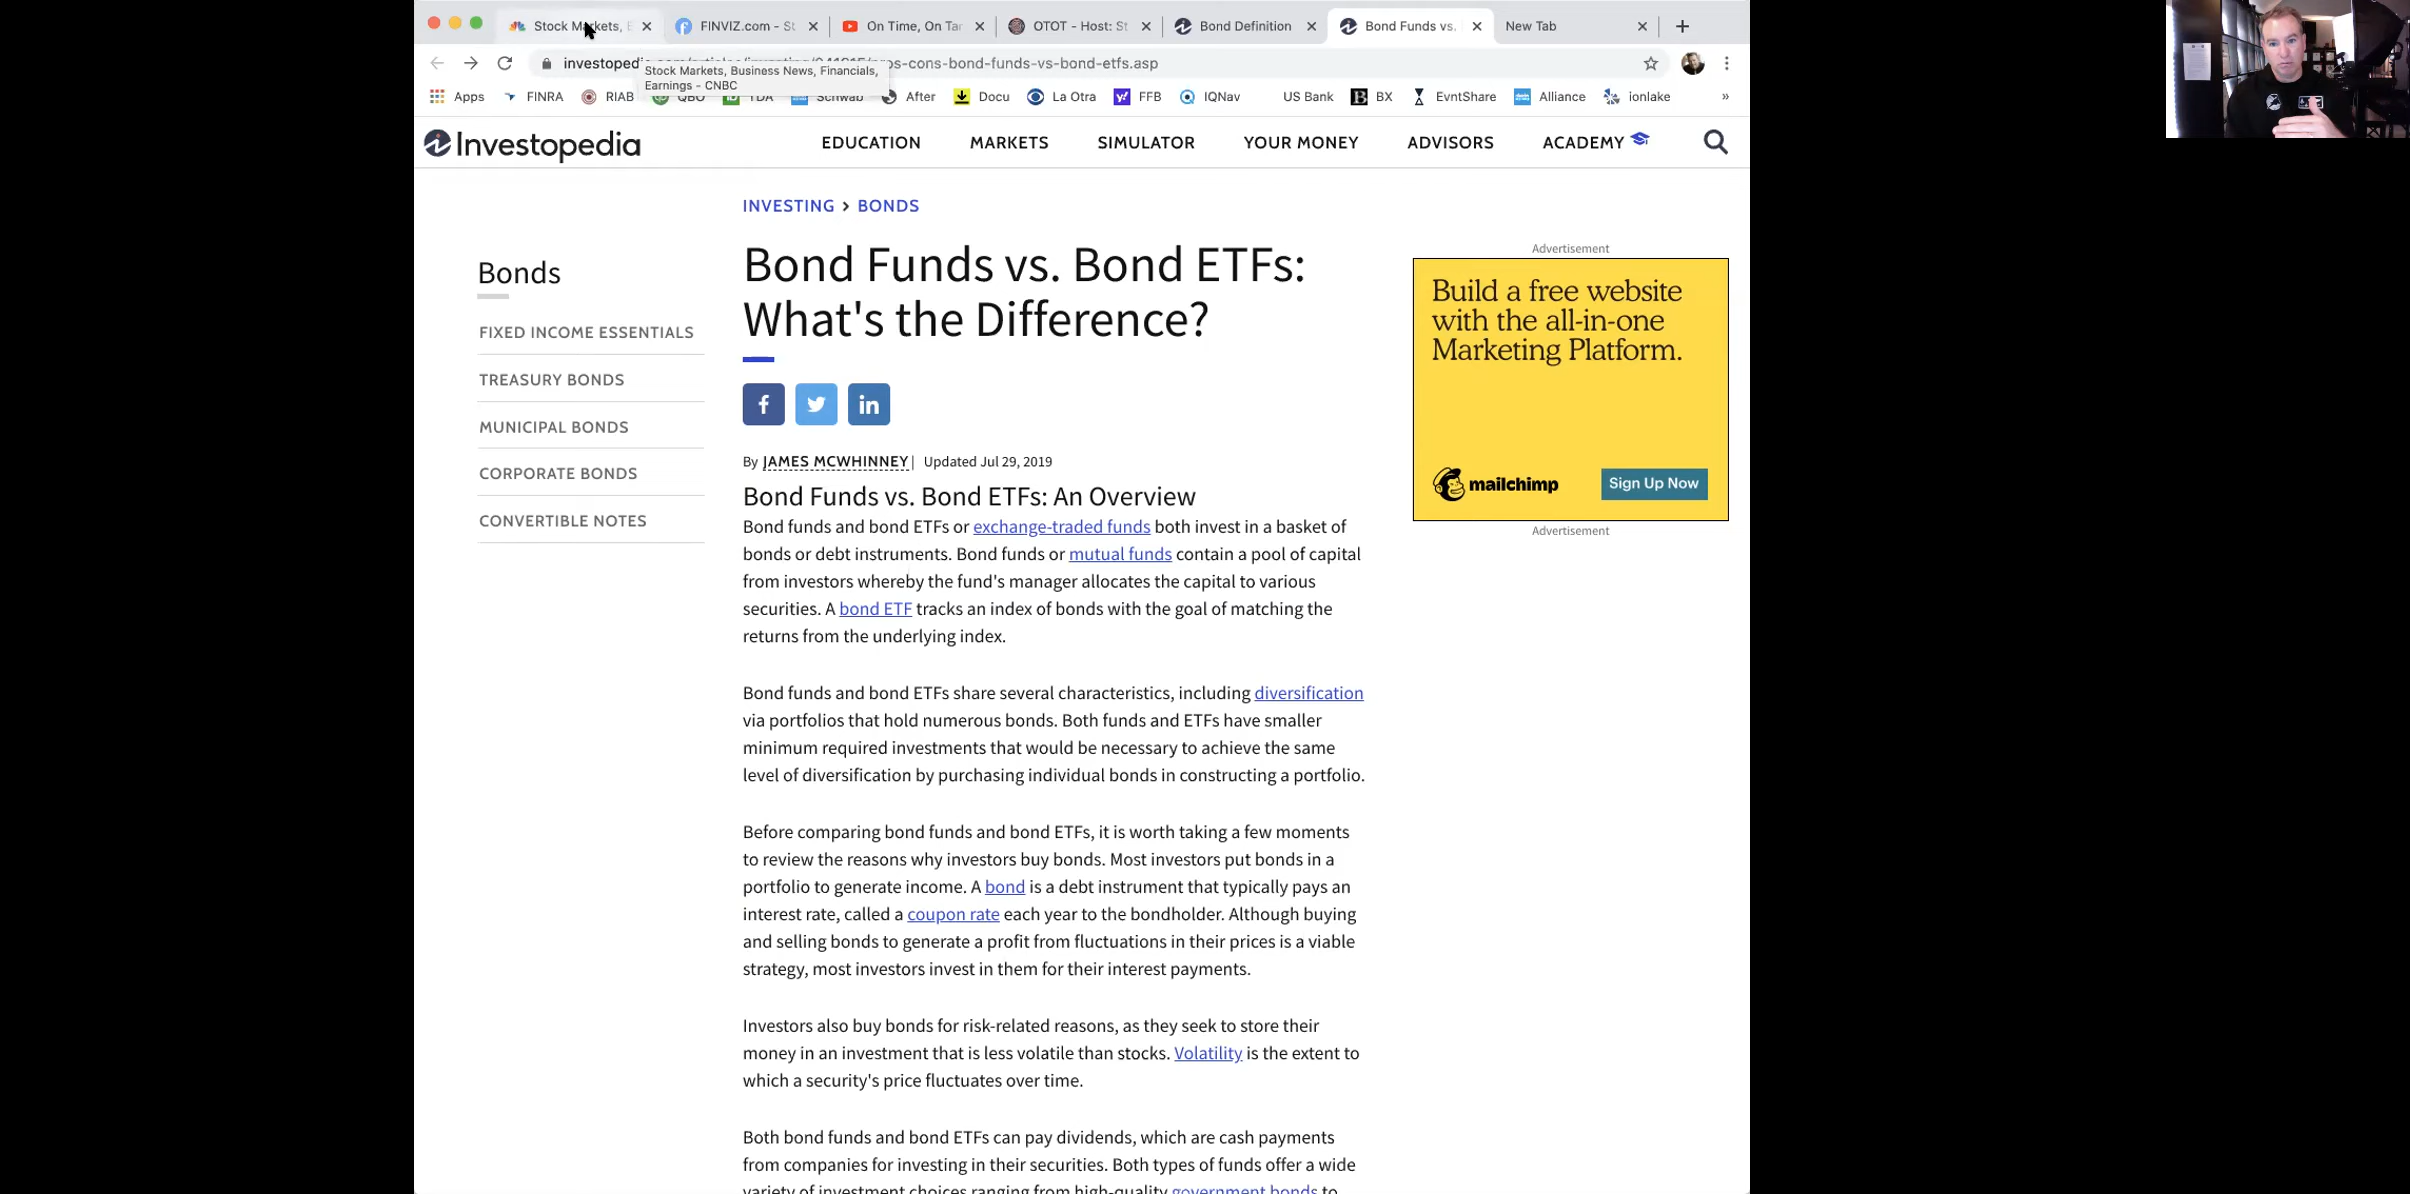 Stock Markets, E
FINVIZ.com - St
On Time, On Tar
OTOT - Host: St
Bond Definition
Bond Funds vs.
New Tab
investoped
os-cons-bond-funds-vs-bond-etfs.asp
Stock Markets, Business News, Financials,
Earnings - CNBC
Apps
FINRA
RIAB
QBO
TDA
Schwab
After
Docu
La Otra
FFB
IQNav
US Bank
BX
EvntShare
Alliance
ionlake
»
Investopedia
EDUCATION
MARKETS
SIMULATOR
YOUR MONEY
ADVISORS
ACADEMY
INVESTING > BONDS
Bonds
FIXED INCOME ESSENTIALS
TREASURY BONDS
MUNICIPAL BONDS
CORPORATE BONDS
CONVERTIBLE NOTES
Bond Funds vs. Bond ETFs:
What's the Difference?
By JAMES MCWHINNEY | Updated Jul 29, 2019
Bond Funds vs. Bond ETFs: An Overview
Bond funds and bond ETFs or exchange-traded funds both invest in a basket of
bonds or debt instruments. Bond funds or mutual funds contain a pool of capital
from investors whereby the fund's manager allocates the capital to various
securities. A bond ETF tracks an index of bonds with the goal of matching the
returns from the underlying index.
Bond funds and bond ETFs share several characteristics, including diversification
via portfolios that hold numerous bonds. Both funds and ETFs have smaller
minimum required investments that would be necessary to achieve the same
level of diversification by purchasing individual bonds in constructing a portfolio.
Before comparing bond funds and bond ETFs, it is worth taking a few moments
to review the reasons why investors buy bonds. Most investors put bonds in a
portfolio to generate income. A bond is a debt instrument that typically pays an
interest rate, called a coupon rate each year to the bondholder. Although buying
and selling bonds to generate a profit from fluctuations in their prices is a viable
strategy, most investors invest in them for their interest payments.
Investors also buy bonds for risk-related reasons, as they seek to store their
money in an investment that is less volatile than stocks. Volatility is the extent to
which a security's price fluctuates over time.
Both bond funds and bond ETFs can pay dividends, which are cash payments
from companies for investing in their securities. Both types of funds offer a wide
variety of investment choices ranging from high-quality government bonds to
Advertisement
Build a free website
with the all-in-one
Marketing Platform.
mailchimp
Sign Up Now
Advertisement